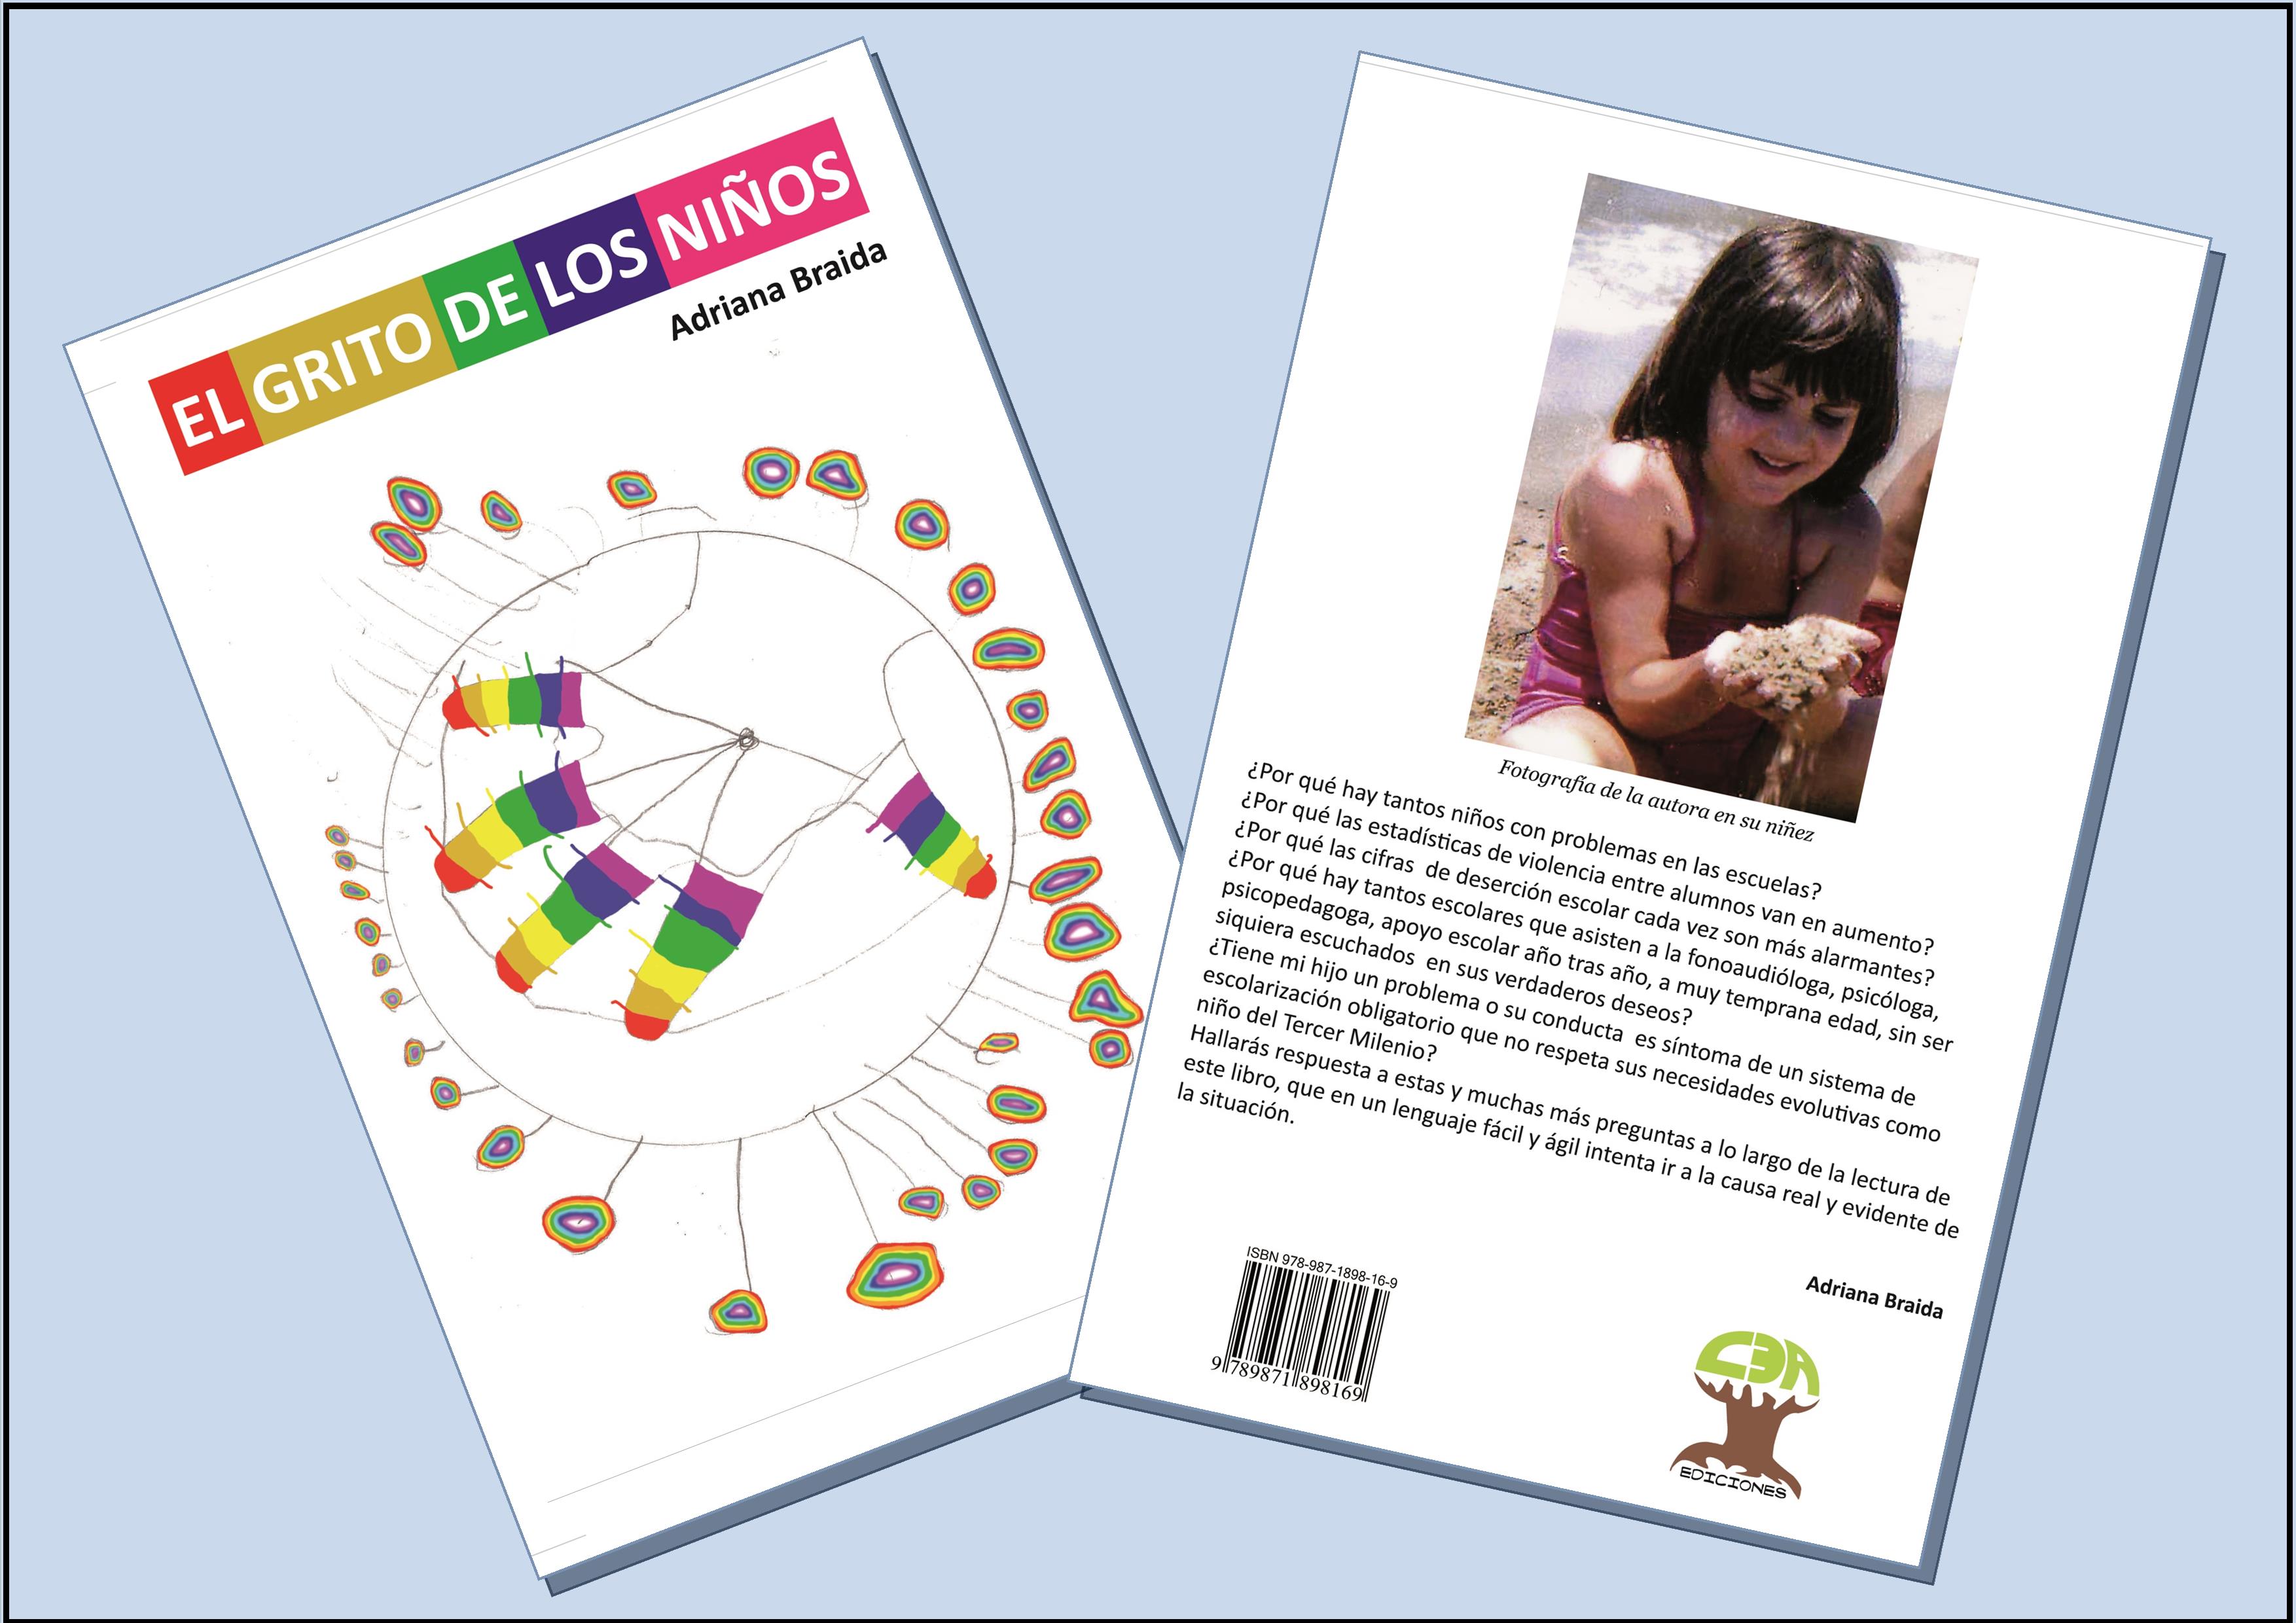 EL GRITO DE LOS NIÑOS
Adriana Braida
Fotografía de la autora en su niñez
¿Por qué hay tantos niños con problemas en las escuelas?
¿Por qué las estadísticas de violencia entre alumnos van en aumento?
¿Por qué las cifras de deserción escolar cada vez son más alarmantes?
¿Por qué hay tantos escolares que asisten a la fonoaudióloga, psicóloga,
psicopedagoga, apoyo escolar año tras año, a muy temprana edad, sin ser
siquiera escuchados en sus verdaderos deseos?
¿Tiene mi hijo un problema o su conducta es síntoma de un sistema de
escolarización obligatorio que no respeta sus necesidades evolutivas como
niño del Tercer Milenio?
Hallarás respuesta a estas y muchas más preguntas a lo largo de la lectura de
este libro, que en un lenguaje fácil y ágil intenta ir a la causa real y evidente de
la situación.
Adriana Braida
ISBN 978-987-1898-16-9
9 789871 898169
EDICIONES